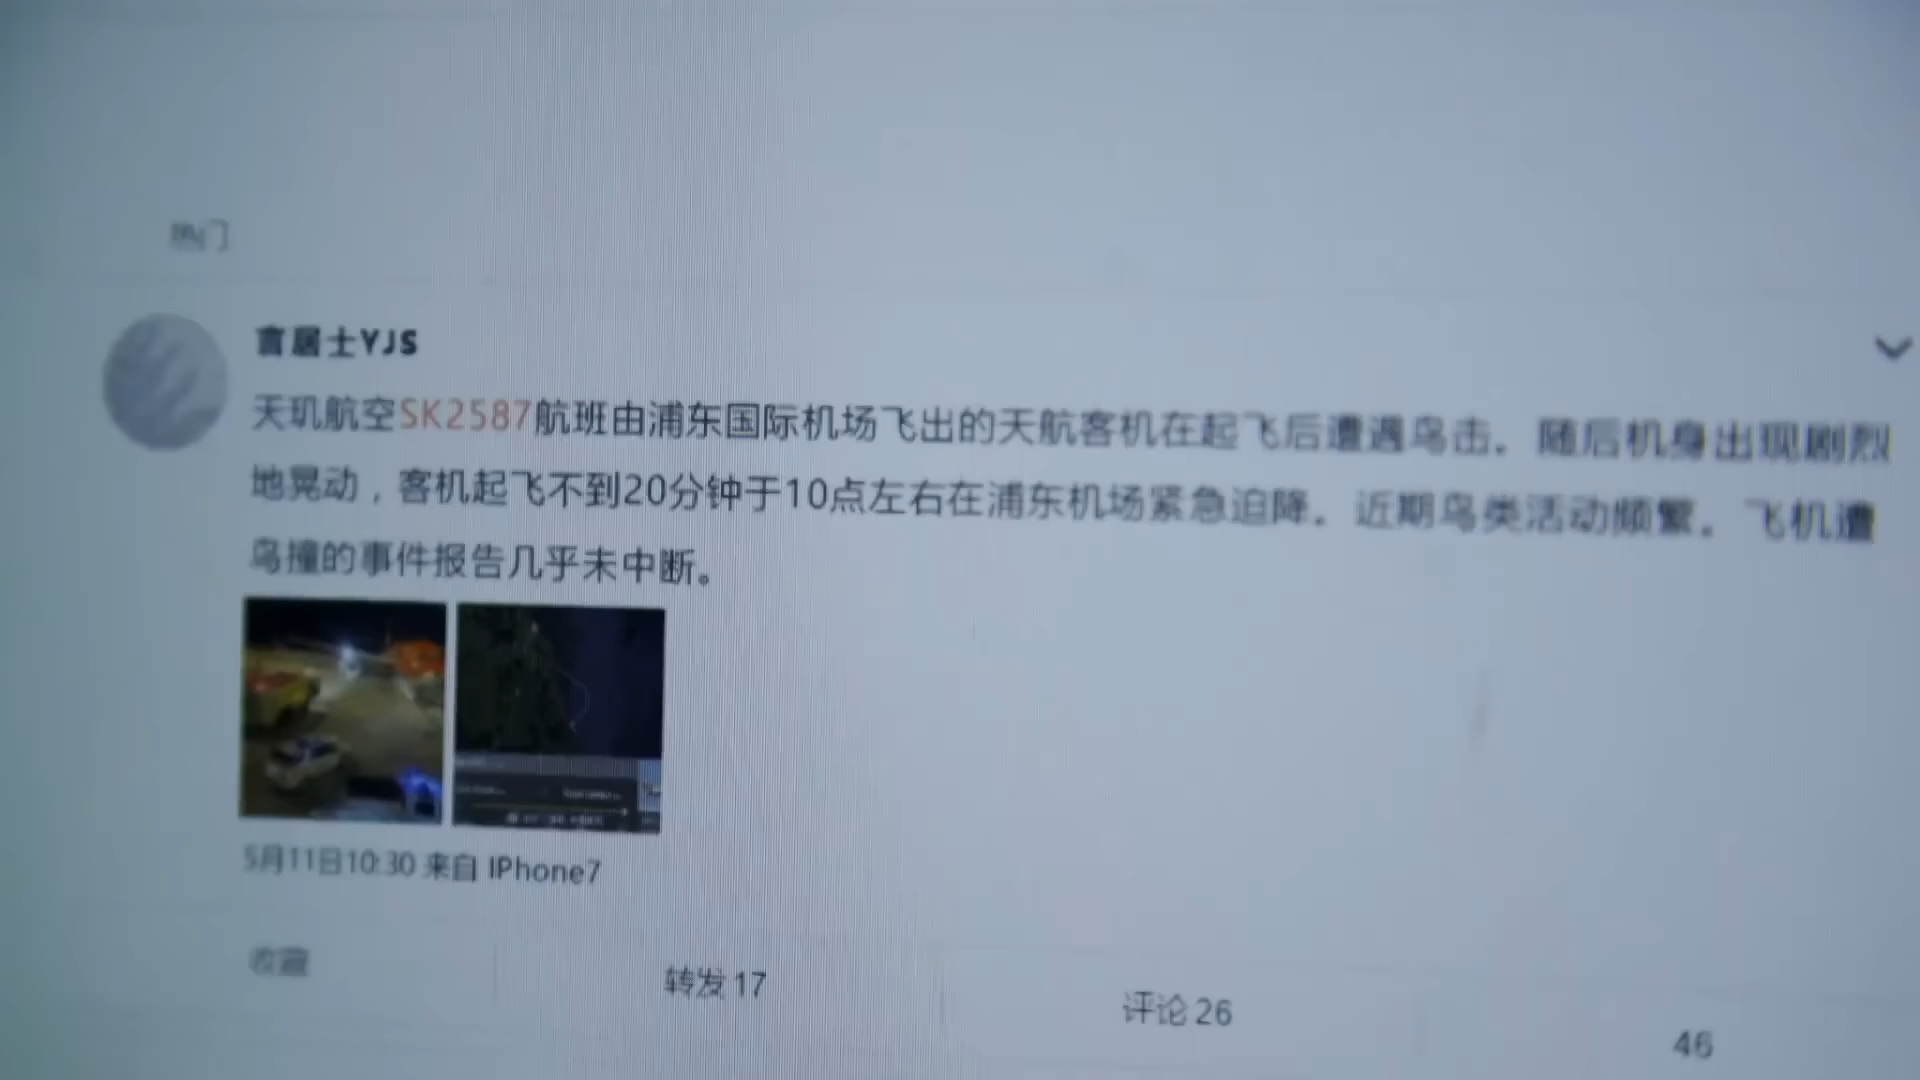 热门
言居士YJS
天玑航空SK2587航班由浦东国际机场飞出的天航客机在起飞后遭遇鸟击。随后机身出现剧烈
地晃动，客机起飞不到20分钟于10点左右在浦东机场紧急迫降。近期鸟类活动频繁。飞机遭
鸟撞的事件报告几乎未中断。
5月11日10:30 来自 IPhone7
收藏
转发 17
评论 26
46